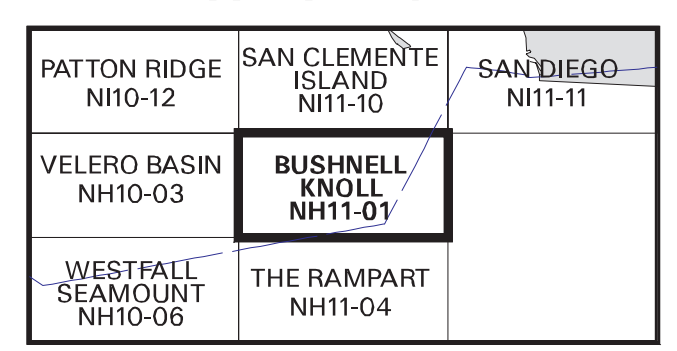 PATTON RIDGE
NI10-12
SAN CLEMENTE
ISLAND
NI11-10
SAN DIEGO
NI11-11
VELERO BASIN
NH10-03
BUSHNELL
KNOLL
NH11-01
WESTFALL
SEAMOUNT
NH10-06
THE RAMPART
NH11-04